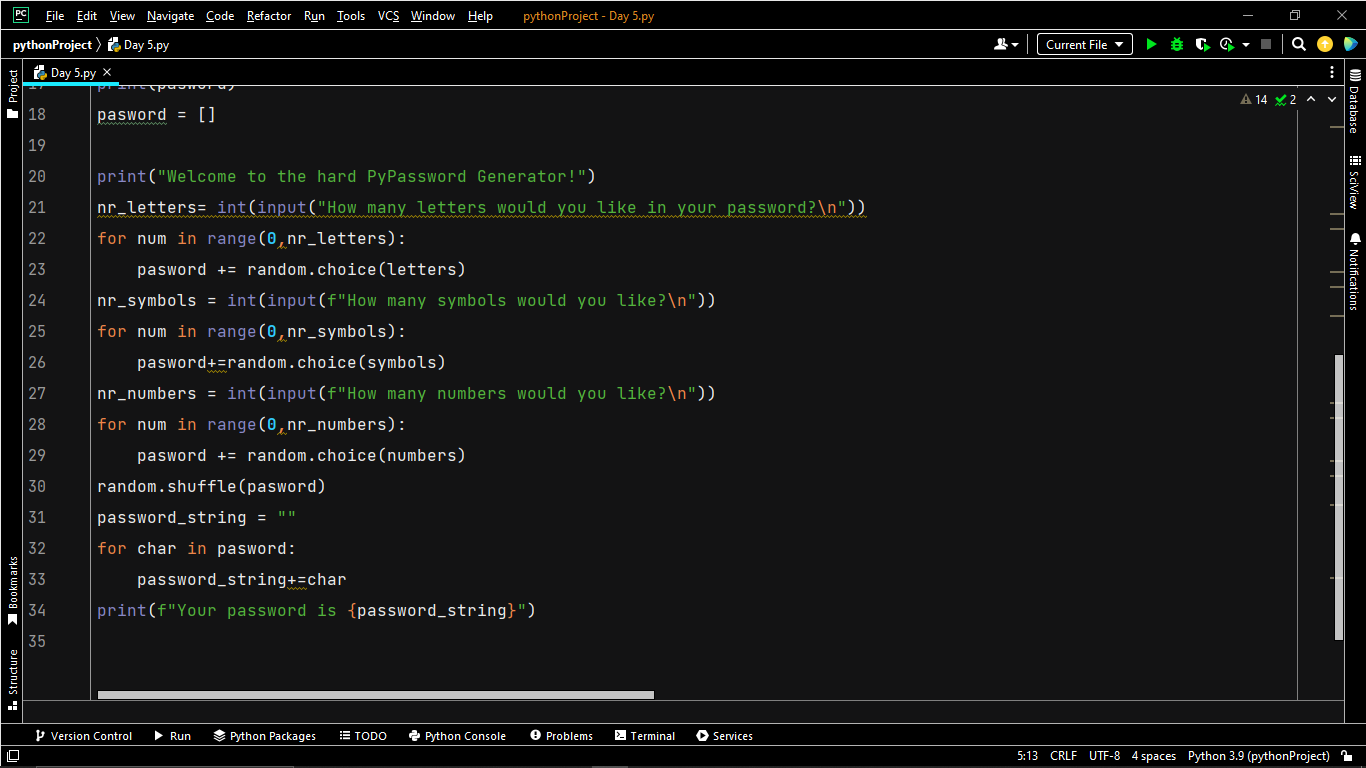 PC File Edit View Navigate Code Refactor Run Tools VCS Window Help pythonProject - Day 5.py
pythonProject Day 5.py Current File
Project Day 5.py
17 print(pasword)
18 pasword = []
14 2
19
20 print("Welcome to the hard PyPassword Generator!")
21 nr_letters= int(input("How many letters would you like in your password?\n"))
22 for num in range(0,nr_letters):
23     pasword += random.choice(letters)
24 nr_symbols = int(input(f"How many symbols would you like?\n"))
25 for num in range(0,nr_symbols):
26     pasword+=random.choice(symbols)
27 nr_numbers = int(input(f"How many numbers would you like?\n"))
28 for num in range(0,nr_numbers):
29     pasword += random.choice(numbers)
30 random.shuffle(pasword)
31 password_string = ""
32 for char in pasword:
33     password_string+=char
34 print(f"Your password is {password_string}")
35
Database
SciView
Notifications
Bookmarks
Structure
Version Control Run Python Packages TODO Python Console Problems Terminal Services
5:13 CRLF UTF-8 4 spaces Python 3.9 (pythonProject)